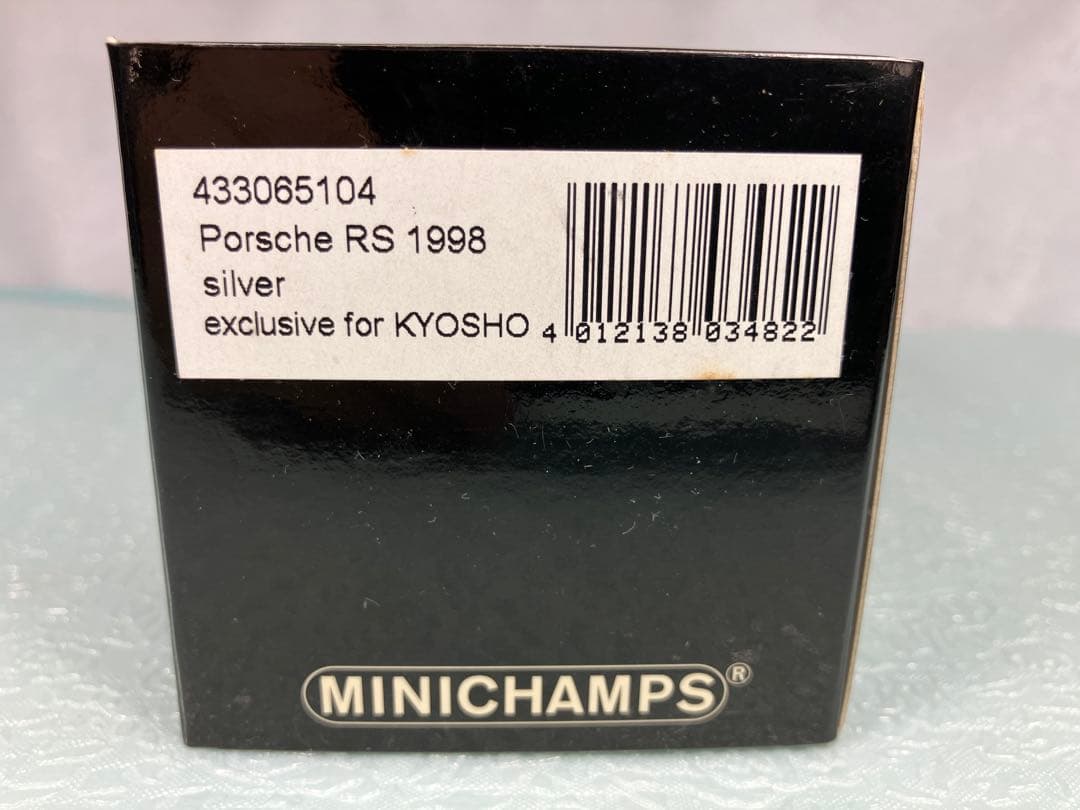 433065104
Porsche RS 1998
silver
exclusive for KYOSHO
4 012138 034822
MINICHAMPS®